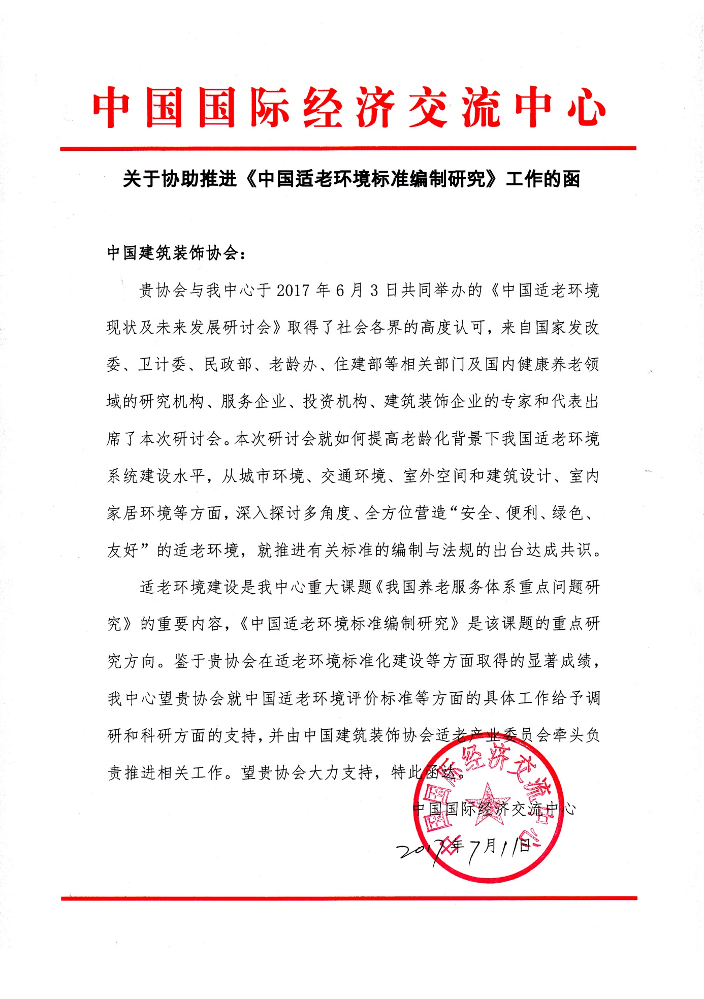 中国国际经济交流中心
关于协助推进《中国适老环境标准编制研究》工作的函
中国建筑装饰协会：
贵协会与我中心于 2017 年 6 月 3 日共同举办的《中国适老环境
现状及未来发展研讨会》取得了社会各界的高度认可，来自国家发改
委、卫计委、民政部、老龄办、住建部等相关部门及国内健康养老领
域的研究机构、服务企业、投资机构、建筑装饰企业的专家和代表出
席了本次研讨会。本次研讨会就如何提高老龄化背景下我国适老环境
系统建设水平，从城市环境、交通环境、室外空间和建筑设计、室内
家居环境等方面，深入探讨多角度、全方位营造“安全、便利、绿色、
友好”的适老环境，就推进有关标准的编制与法规的出台达成共识。
适老环境建设是我中心重大课题《我国养老服务体系重点问题研
究》的重要内容，《中国适老环境标准编制研究》是该课题的重点研
究方向。鉴于贵协会在适老环境标准化建设等方面取得的显著成绩，
我中心望贵协会就中国适老环境评价标准等方面的具体工作给予调
研和科研方面的支持，并由中国建筑装饰协会适老产业委员会牵头负
责推进相关工作。望贵协会大力支持，特此函达。
中国国际经济交流中心
中国国际经济交流中心
2017年7月11日